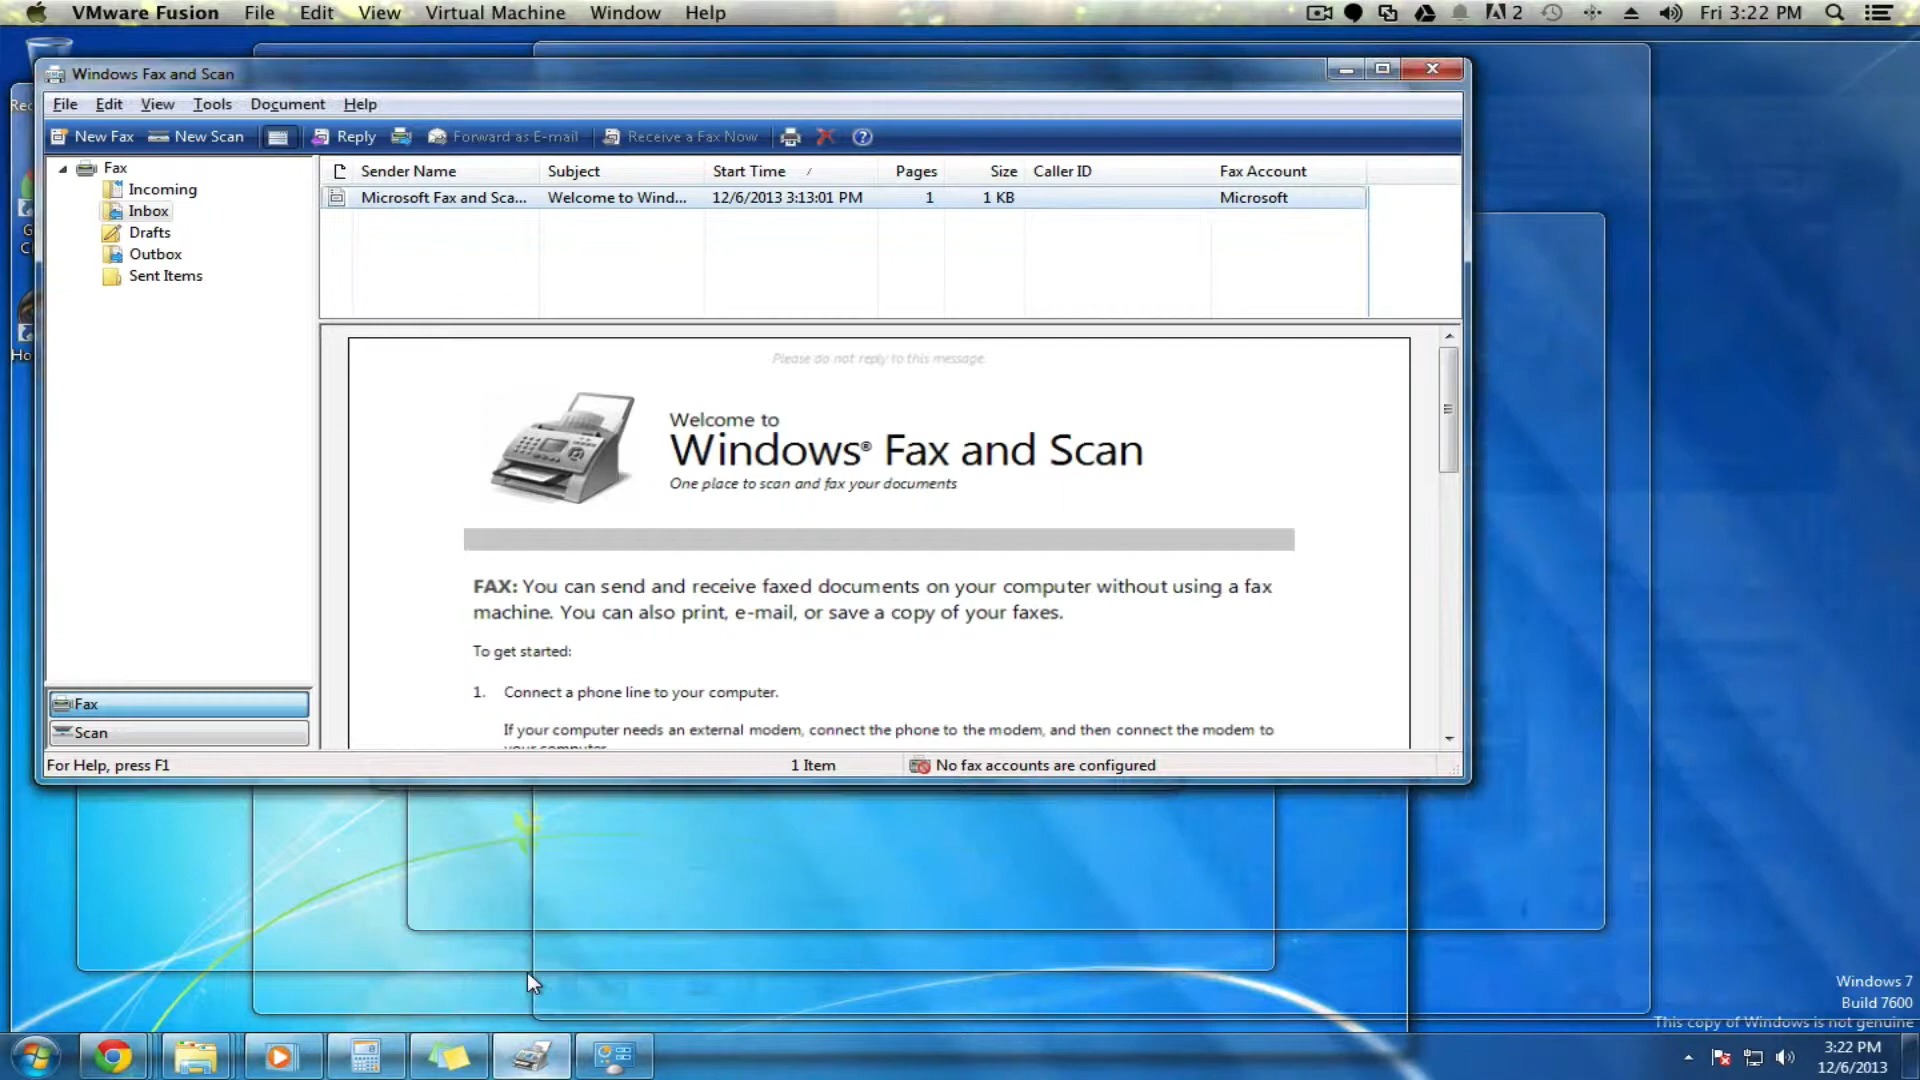 VMware Fusion File Edit View Virtual Machine Window Help 2 Fri 3:22 PM
Windows Fax and Scan
File Edit View Tools Document Help
New Fax New Scan Reply Forward as E-mail Receive a Fax Now
Fax
Incoming
Inbox
Drafts
Outbox
Sent Items
Sender Name Subject Start Time Pages Size Caller ID Fax Account
Microsoft Fax and Sca... Welcome to Wind... 12/6/2013 3:13:01 PM 1 1 KB Microsoft
Please do not reply to this message.
Welcome to
Windows® Fax and Scan
One place to scan and fax your documents
FAX: You can send and receive faxed documents on your computer without using a fax
machine. You can also print, e-mail, or save a copy of your faxes.
To get started:
1. Connect a phone line to your computer.
If your computer needs an external modem, connect the phone to the modem, and then connect the modem to
your computer.
Fax
Scan
For Help, press F1 1 Item No fax accounts are configured
Windows 7
Build 7600
This copy of Windows is not genuine
3:22 PM
12/6/2013